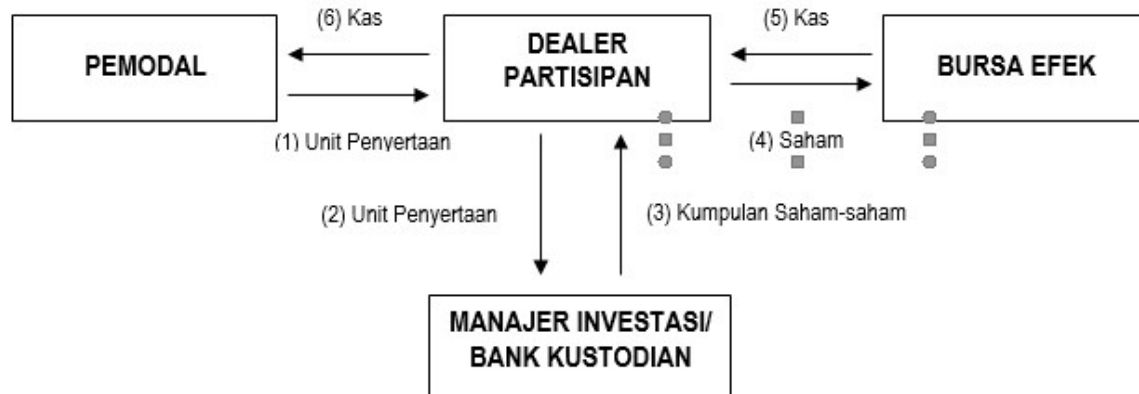 (6) Kas
(5) Kas
PEMODAL
DEALER
PARTISIPAN
BURSA EFEK
(1) Unit Penyertaan
(4) Saham
(2) Unit Penyertaan
(3) Kumpulan Saham-saham
MANAJER INVESTASI/
BANK KUSTODIAN